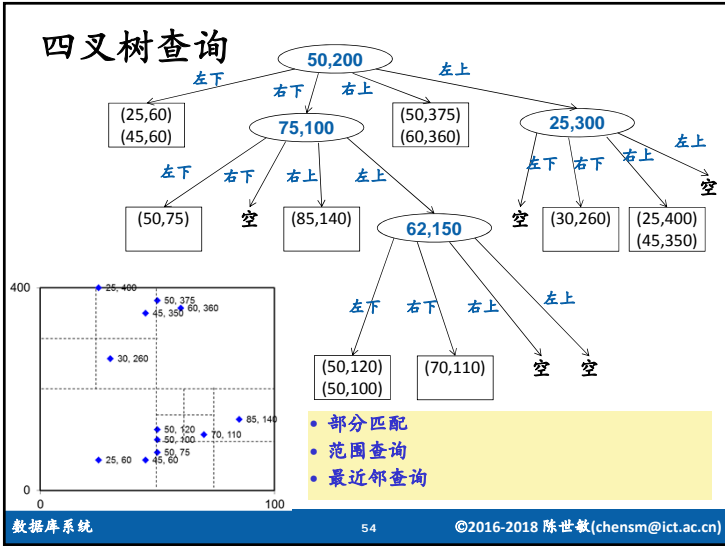 四叉树查询
50,200
左下
右下
右上
左上
(25,60)
(45,60)
75,100
(50,375)
(60,360)
25,300
左下
右下
右上
左上
左下
右下
右上
左上
(50,75)
空
(85,140)
62,150
空
(30,260)
(25,400)
(45,350)
空
左下
右下
右上
左上
(50,120)
(50,100)
(70,110)
空
空
400
25, 400
50, 375
45, 350
60, 360
30, 260
50, 120
50, 100
50, 75
70, 110
85, 140
25, 60
45, 60
0
0
100
• 部分匹配
• 范围查询
• 最近邻查询
数据库系统
54
©2016-2018 陈世敏(chensm@ict.ac.cn)